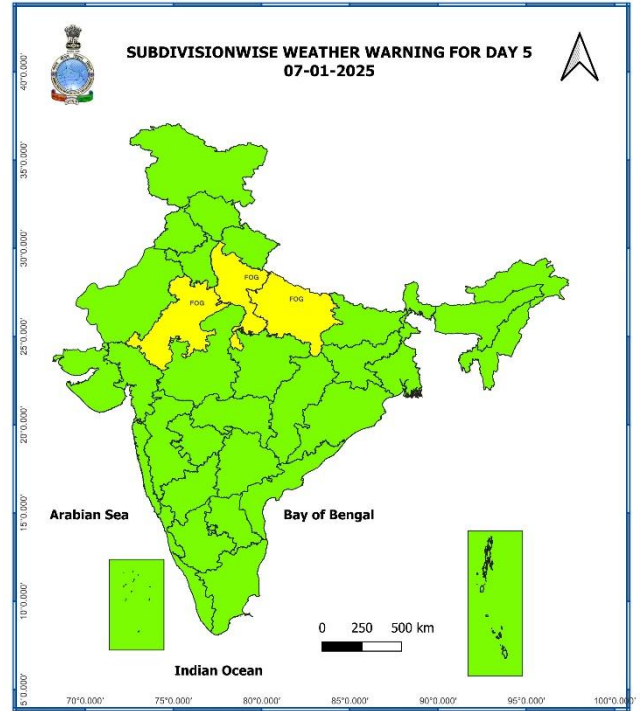 SUBDIVISIONWISE WEATHER WARNING FOR DAY 5
07-01-2025
40°0.000'
35°0.000'
30°0.000'
25°0.000'
20°0.000'
15°0.000'
10°0.000'
5°0.000'
FOG
FOG
FOG
Arabian Sea
Bay of Bengal
0 250 500 km
Indian Ocean
70°0.000' 75°0.000' 80°0.000' 85°0.000' 90°0.000' 95°0.000' 100°0.000'